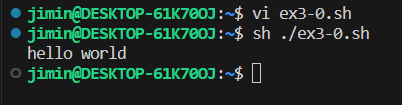 jimin@DESKTOP-61K70OJ:~$ vi ex3-0.sh
jimin@DESKTOP-61K70OJ:~$ sh ./ex3-0.sh
hello world
jimin@DESKTOP-61K70OJ:~$